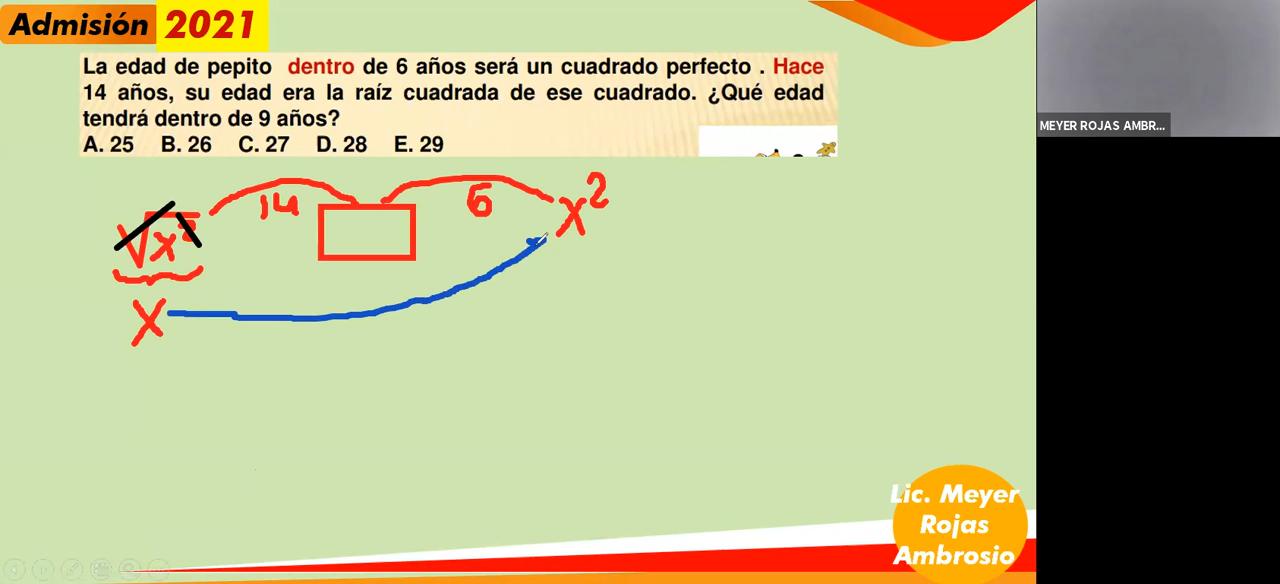 Admisión 2021
La edad de pepito dentro de 6 años será un cuadrado perfecto . Hace
14 años, su edad era la raíz cuadrada de ese cuadrado. ¿Qué edad
tendrá dentro de 9 años?
A. 25 B. 26 C. 27 D. 28 E. 29
MEYER ROJAS AMBR...
14 6 x²
√x²
x
Lic. Meyer
Rojas
Ambrosio